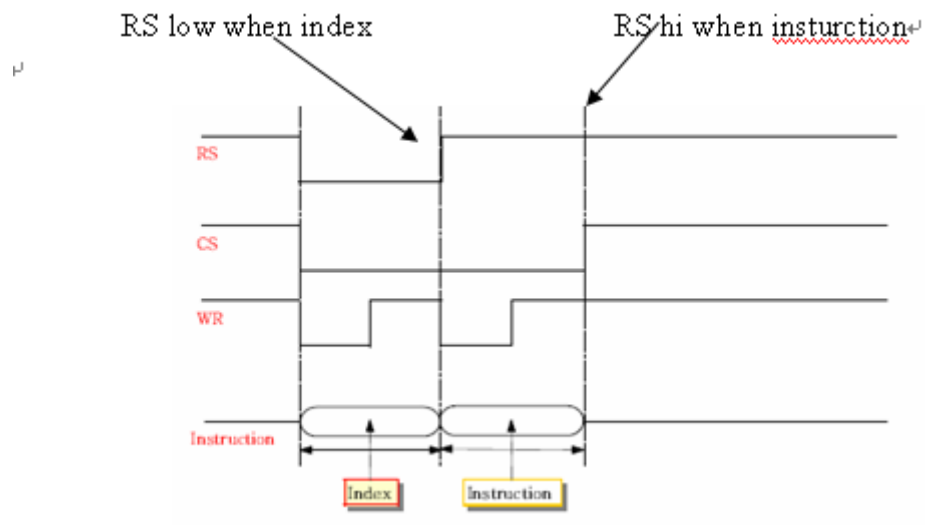 RS low when index
RS hi when insturction
RS
CS
WR
Instruction
Index
Instruction